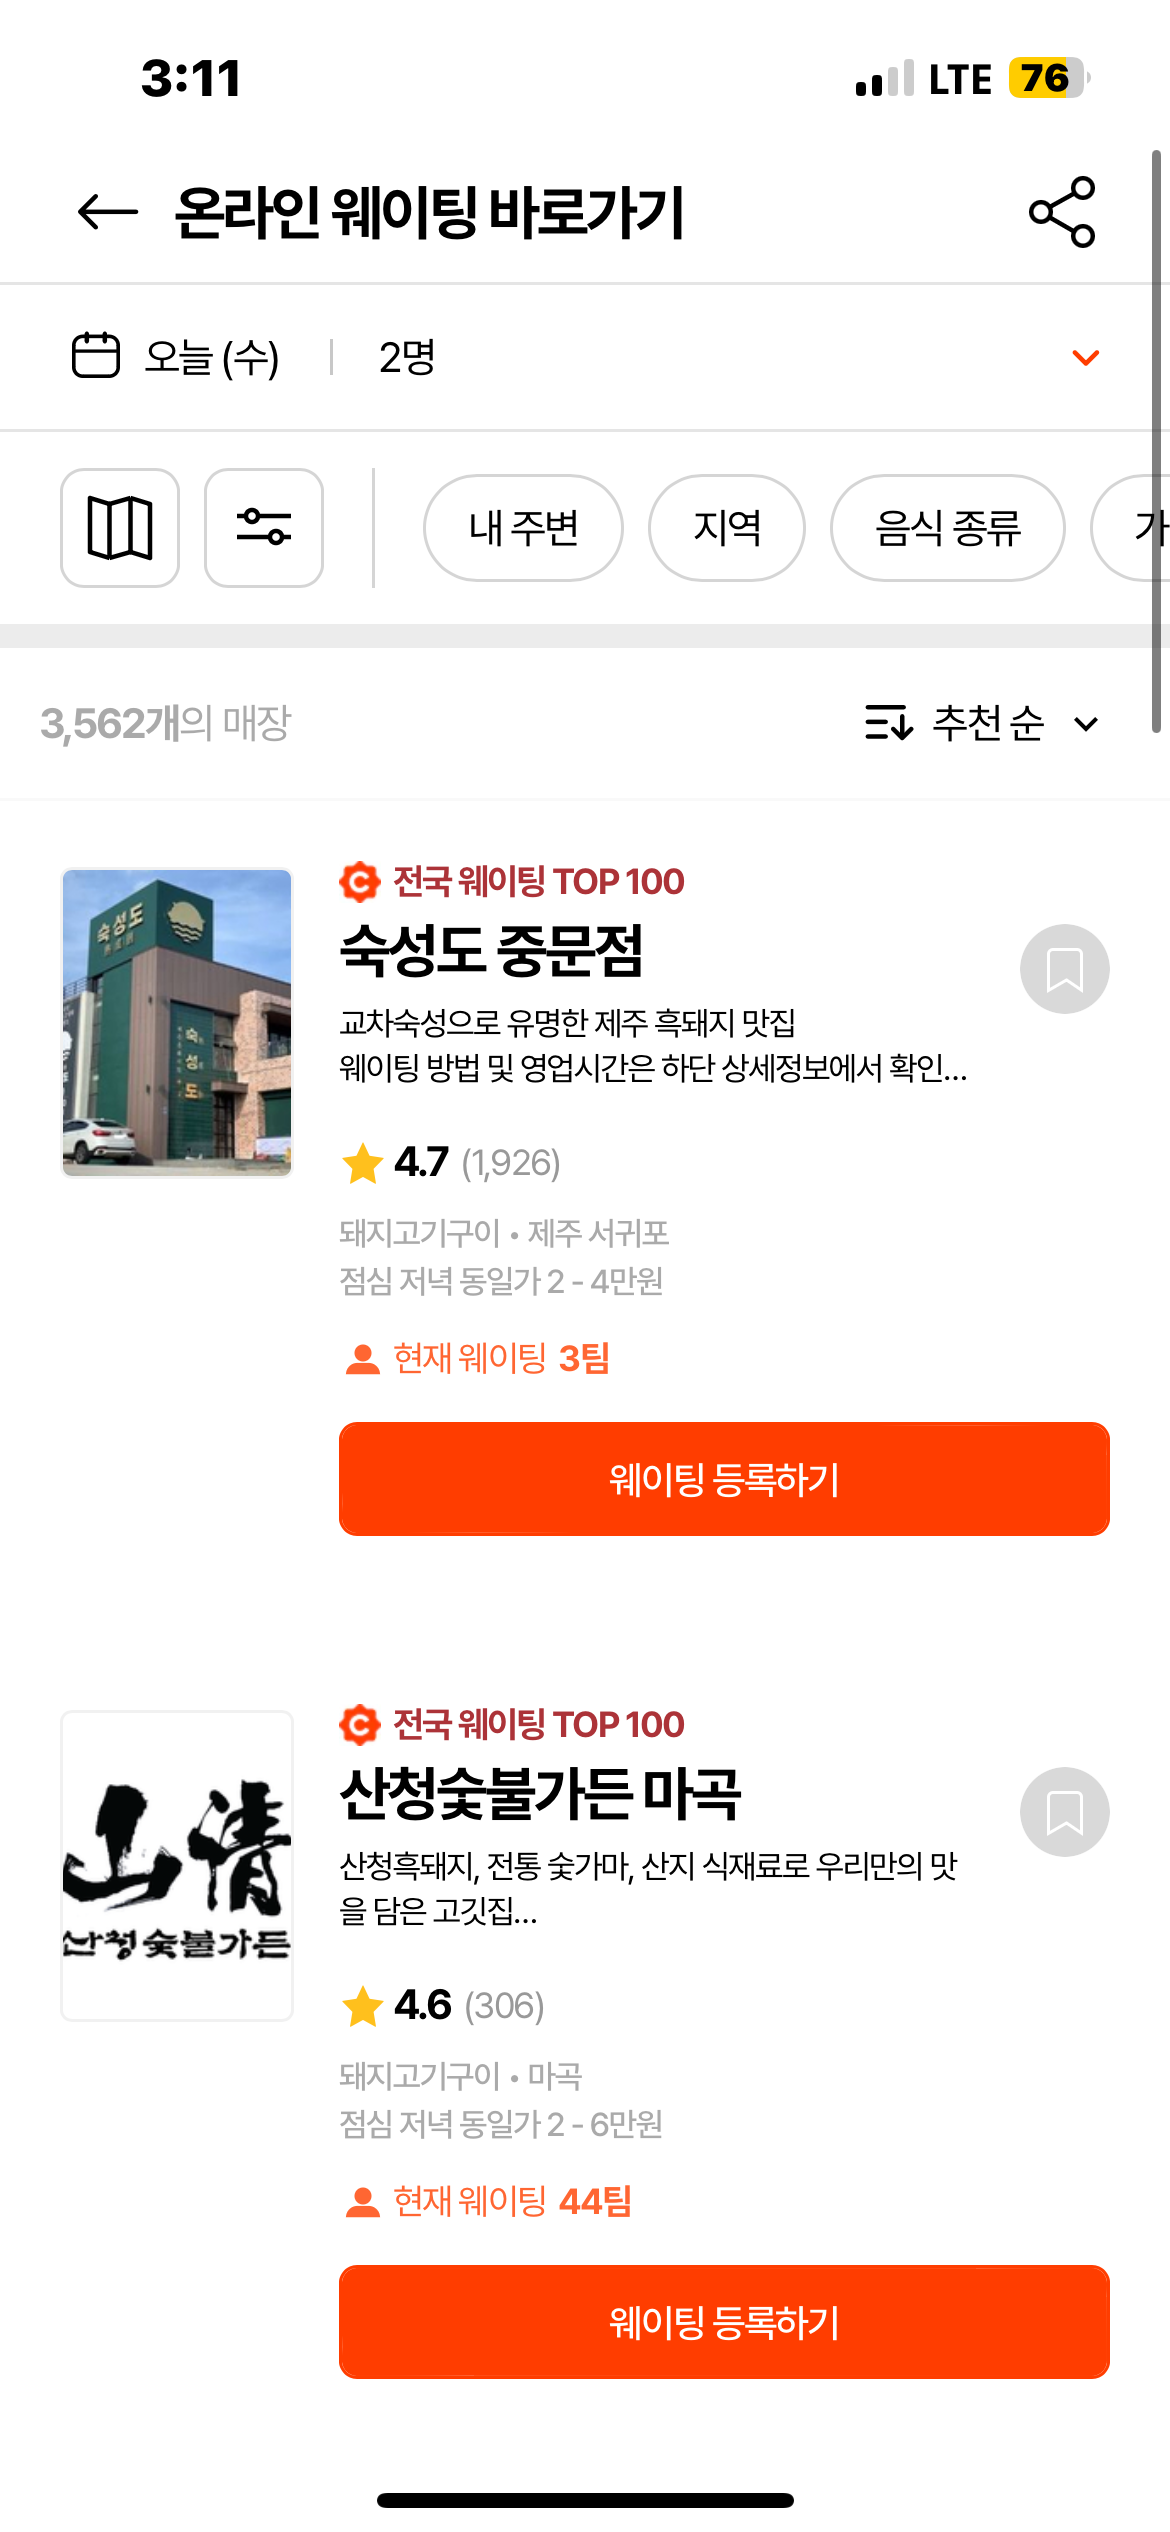 3:11
LTE 76
온라인 웨이팅 바로가기
오늘 (수) | 2명
내 주변 지역 음식 종류 가
3,562개의 매장 추천 순
전국 웨이팅 TOP 100
숙성도 중문점
교차숙성으로 유명한 제주 흑돼지 맛집
웨이팅 방법 및 영업시간은 하단 상세정보에서 확인...
숙성도
숙성도
4.7 (1,926)
돼지고기구이 • 제주 서귀포
점심 저녁 동일가 2 - 4만원
현재 웨이팅 3팀
웨이팅 등록하기
전국 웨이팅 TOP 100
산청숯불가든 마곡
산청흑돼지, 전통 숯가마, 산지 식재료로 우리만의 맛
을 담은 고깃집...
山清
산청숯불가든
4.6 (306)
돼지고기구이 • 마곡
점심 저녁 동일가 2 - 6만원
현재 웨이팅 44팀
웨이팅 등록하기